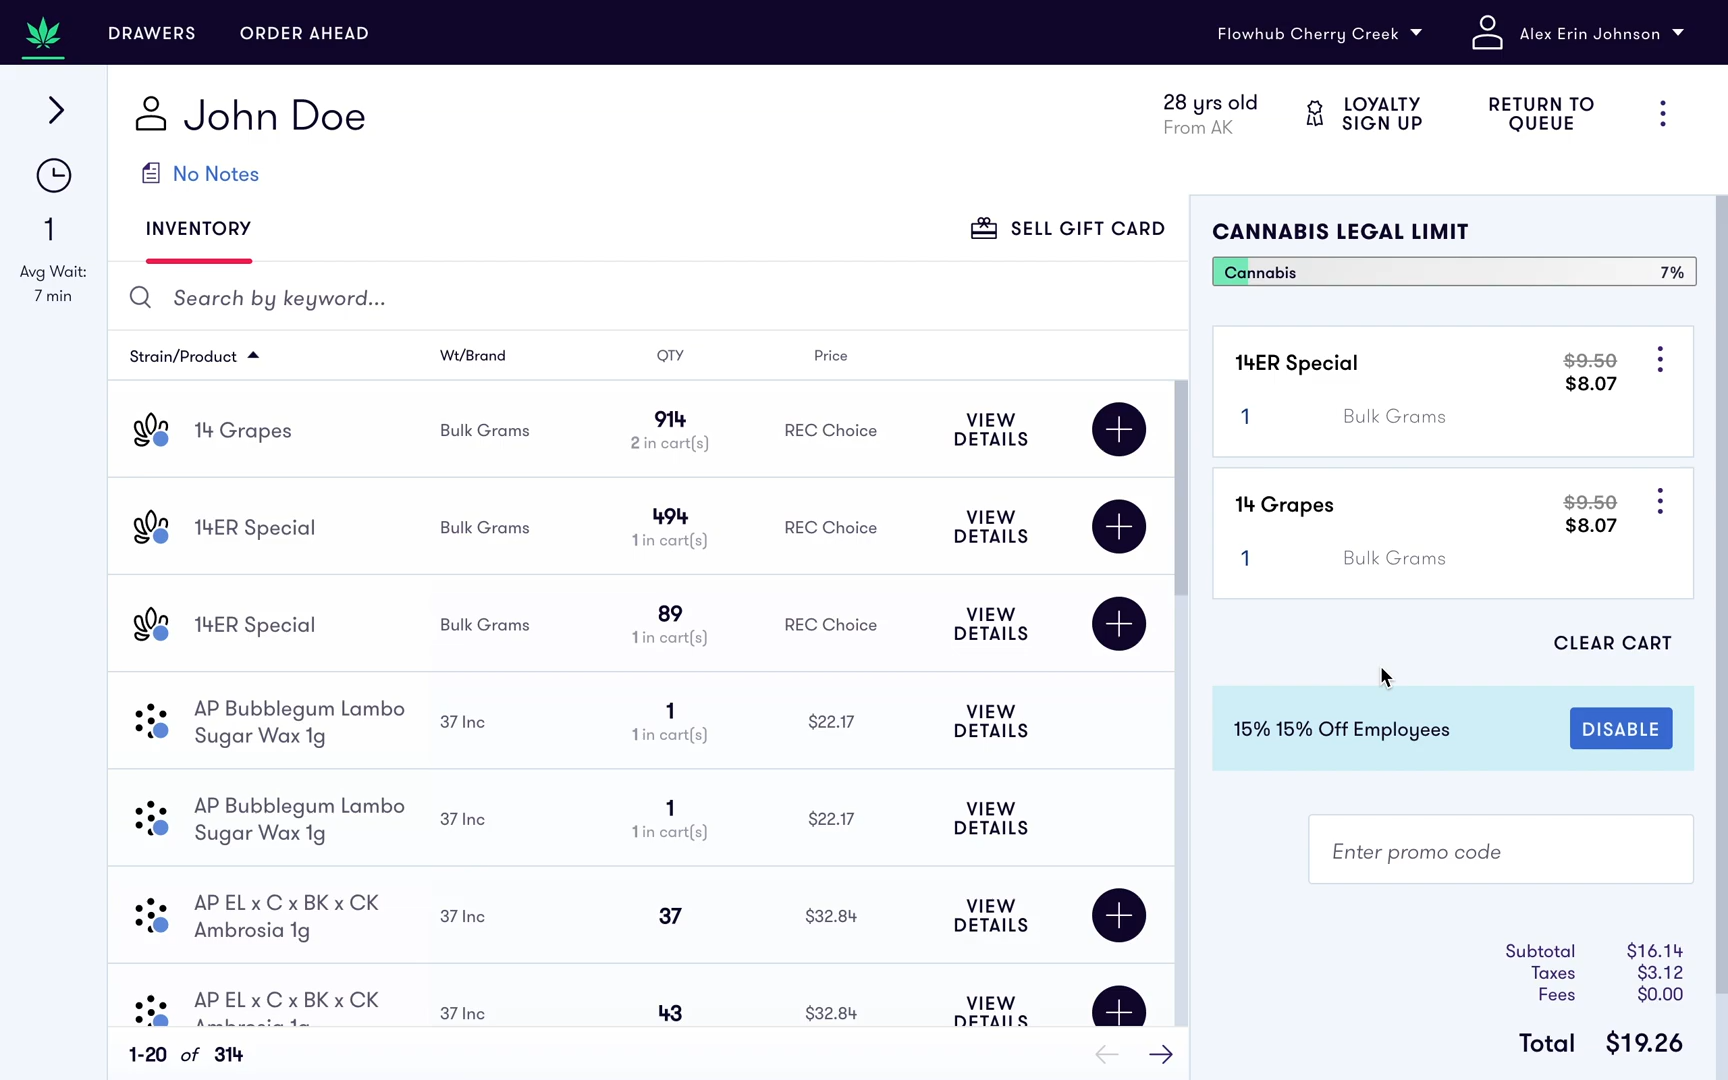 DRAWERS ORDER AHEAD Flowhub Cherry Creek Alex Erin Johnson
John Doe
28 yrs old
From AK
LOYALTY
SIGN UP
RETURN TO
QUEUE
No Notes
1
Avg Wait:
7 min
INVENTORY SELL GIFT CARD
Search by keyword...
Strain/Product Wt/Brand QTY Price
14 Grapes Bulk Grams 914 REC Choice VIEW DETAILS
2 in cart(s)
14ER Special Bulk Grams 494 REC Choice VIEW DETAILS
1 in cart(s)
14ER Special Bulk Grams 89 REC Choice VIEW DETAILS
1 in cart(s)
AP Bubblegum Lambo
Sugar Wax 1g
37 Inc 1 $22.17 VIEW DETAILS
1 in cart(s)
AP Bubblegum Lambo
Sugar Wax 1g
37 Inc 1 $22.17 VIEW DETAILS
1 in cart(s)
AP EL x C x BK x CK
Ambrosia 1g
37 Inc 37 $32.84 VIEW DETAILS
AP EL x C x BK x CK
Ambrosia 1g
37 Inc 43 $32.84 VIEW DETAILS
1-20 of 314
CANNABIS LEGAL LIMIT
Cannabis 7%
14ER Special $9.50
$8.07
1 Bulk Grams
14 Grapes $9.50
$8.07
1 Bulk Grams
CLEAR CART
15% 15% Off Employees DISABLE
Enter promo code
Subtotal $16.14
Taxes $3.12
Fees $0.00
Total $19.26